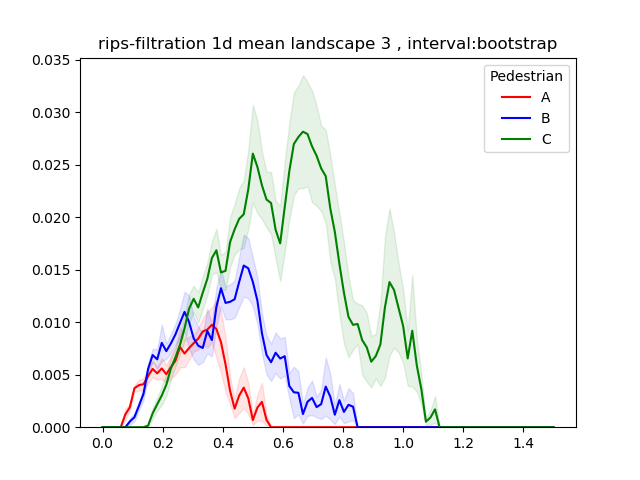 rips-filtration 1d mean landscape 3 , interval:bootstrap
0.035
0.030
0.025
0.020
0.015
0.010
0.005
0.000
Pedestrian
A
B
C
0.0 0.2 0.4 0.6 0.8 1.0 1.2 1.4